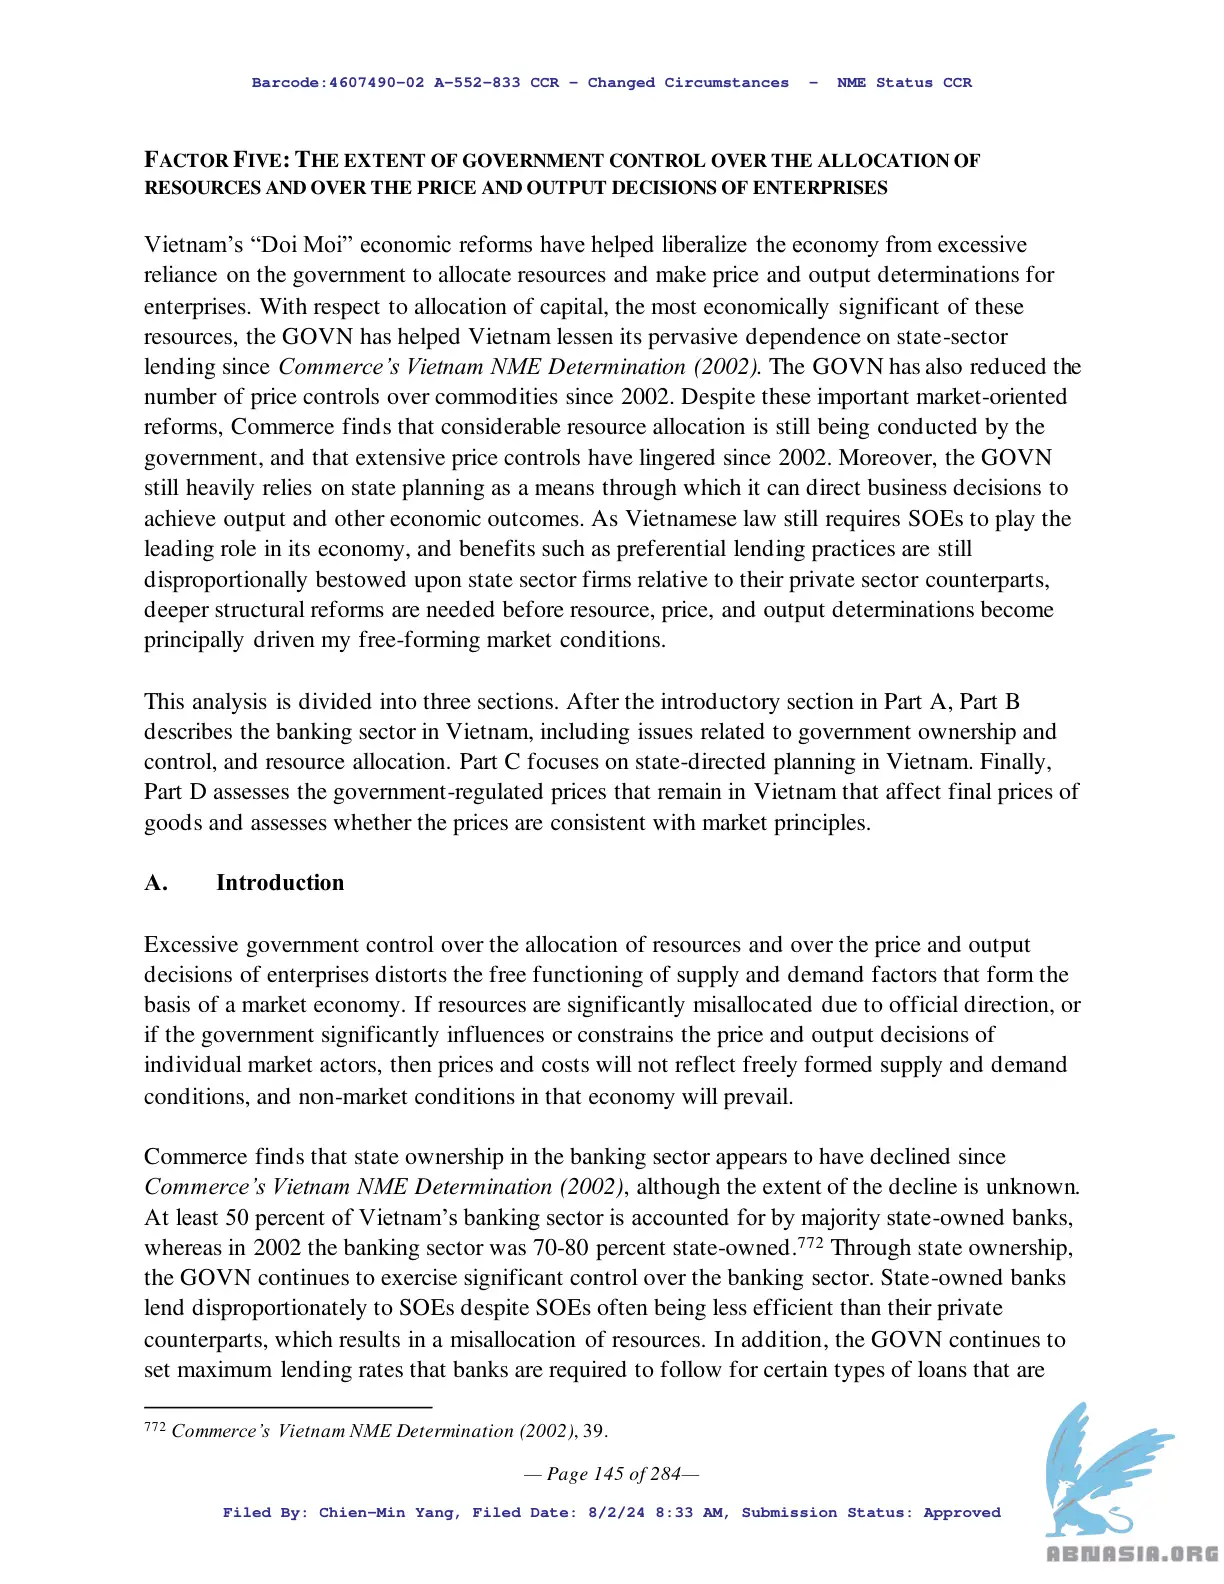 Barcode:4607490-02 A-552-833 CCR - Changed Circumstances - NME Status CCR
FACTOR FIVE: THE EXTENT OF GOVERNMENT CONTROL OVER THE ALLOCATION OF
RESOURCES AND OVER THE PRICE AND OUTPUT DECISIONS OF ENTERPRISES
Vietnam’s “Doi Moi” economic reforms have helped liberalize the economy from excessive
reliance on the government to allocate resources and make price and output determinations for
enterprises. With respect to allocation of capital, the most economically significant of these
resources, the GOVN has helped Vietnam lessen its pervasive dependence on state-sector
lending since Commerce’s Vietnam NME Determination (2002). The GOVN has also reduced the
number of price controls over commodities since 2002. Despite these important market-oriented
reforms, Commerce finds that considerable resource allocation is still being conducted by the
government, and that extensive price controls have lingered since 2002. Moreover, the GOVN
still heavily relies on state planning as a means through which it can direct business decisions to
achieve output and other economic outcomes. As Vietnamese law still requires SOEs to play the
leading role in its economy, and benefits such as preferential lending practices are still
disproportionally bestowed upon state sector firms relative to their private sector counterparts,
deeper structural reforms are needed before resource, price, and output determinations become
principally driven my free-forming market conditions.
This analysis is divided into three sections. After the introductory section in Part A, Part B
describes the banking sector in Vietnam, including issues related to government ownership and
control, and resource allocation. Part C focuses on state-directed planning in Vietnam. Finally,
Part D assesses the government-regulated prices that remain in Vietnam that affect final prices of
goods and assesses whether the prices are consistent with market principles.
A. Introduction
Excessive government control over the allocation of resources and over the price and output
decisions of enterprises distorts the free functioning of supply and demand factors that form the
basis of a market economy. If resources are significantly misallocated due to official direction, or
if the government significantly influences or constrains the price and output decisions of
individual market actors, then prices and costs will not reflect freely formed supply and demand
conditions, and non-market conditions in that economy will prevail.
Commerce finds that state ownership in the banking sector appears to have declined since
Commerce’s Vietnam NME Determination (2002), although the extent of the decline is unknown.
At least 50 percent of Vietnam’s banking sector is accounted for by majority state-owned banks,
whereas in 2002 the banking sector was 70-80 percent state-owned.772 Through state ownership,
the GOVN continues to exercise significant control over the banking sector. State-owned banks
lend disproportionately to SOEs despite SOEs often being less efficient than their private
counterparts, which results in a misallocation of resources. In addition, the GOVN continues to
set maximum lending rates that banks are required to follow for certain types of loans that are
772 Commerce’s Vietnam NME Determination (2002), 39.
— Page 145 of 284—
Filed By: Chien-Min Yang, Filed Date: 8/2/24 8:33 AM, Submission Status: Approved
ABNASIA.ORG